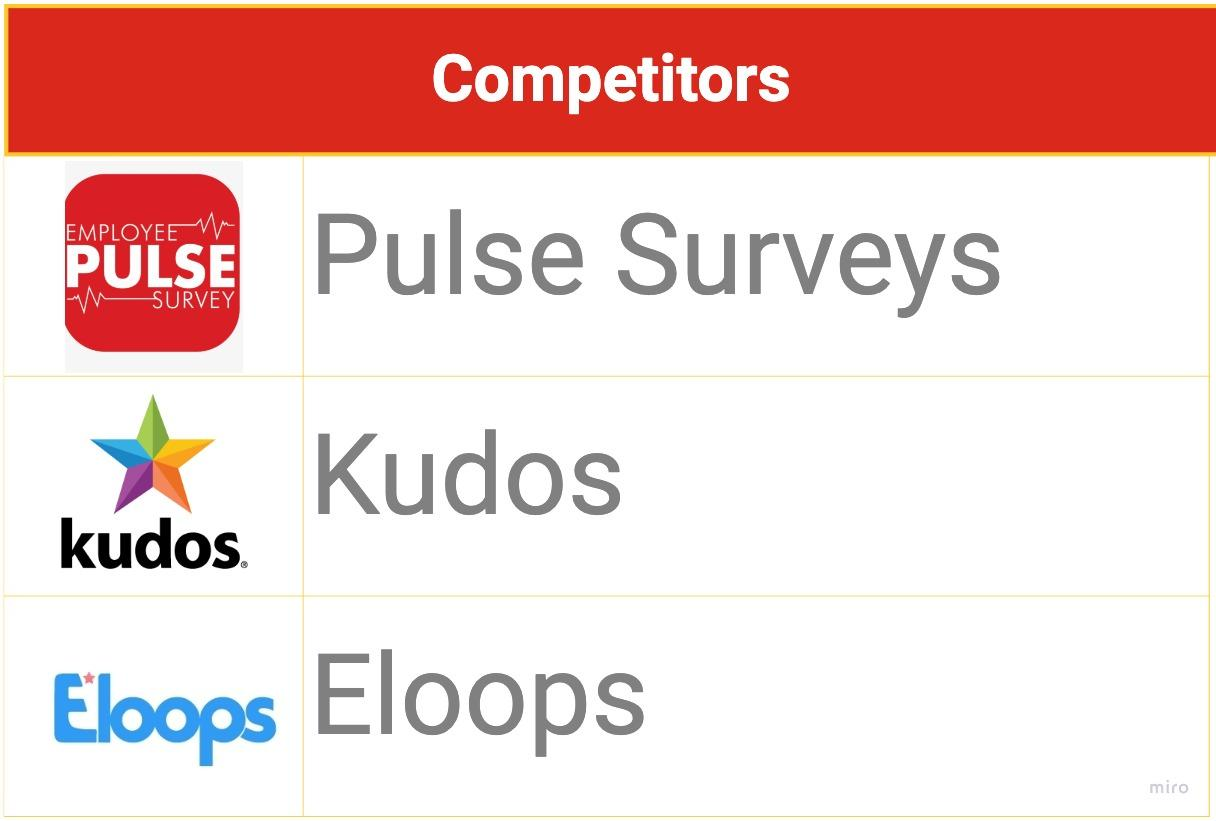 Competitors
EMPLOYEE
PULSE
SURVEY
Pulse Surveys
kudos®
Kudos
Eloops
Eloops
miro